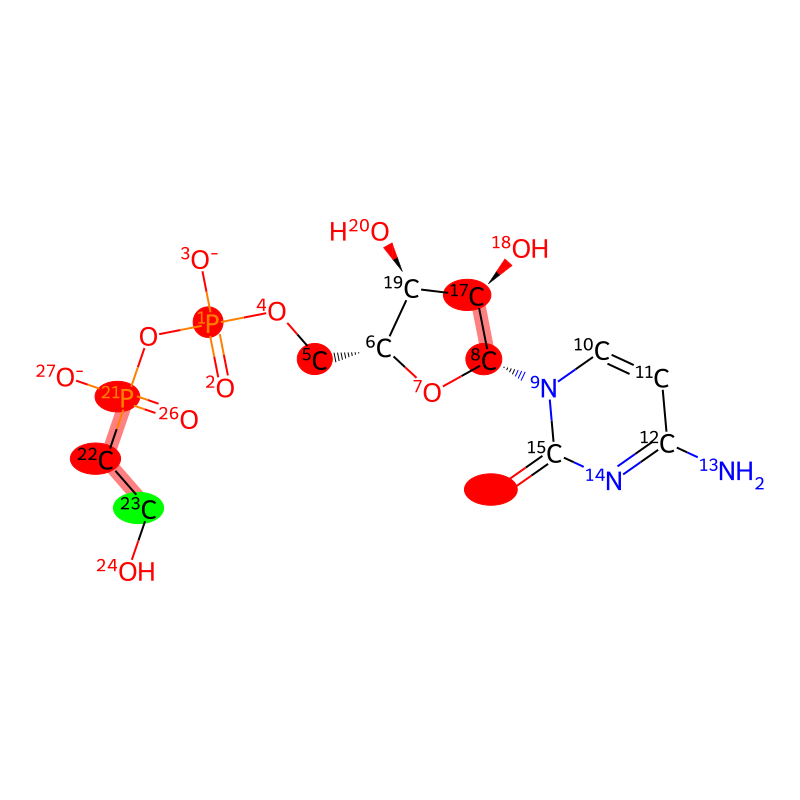 H²⁰O
¹⁸OH
³O⁻
¹⁹C
¹⁷C
⁴O
¹P
O
⁶C
¹⁰C
⁵C
⁸C
¹¹C
²⁷O⁻
²O
⁷O
⁹N
²¹P
²⁶O
¹²C
²²C
¹⁵C
¹³NH₂
¹⁴N
²³C
²⁴OH